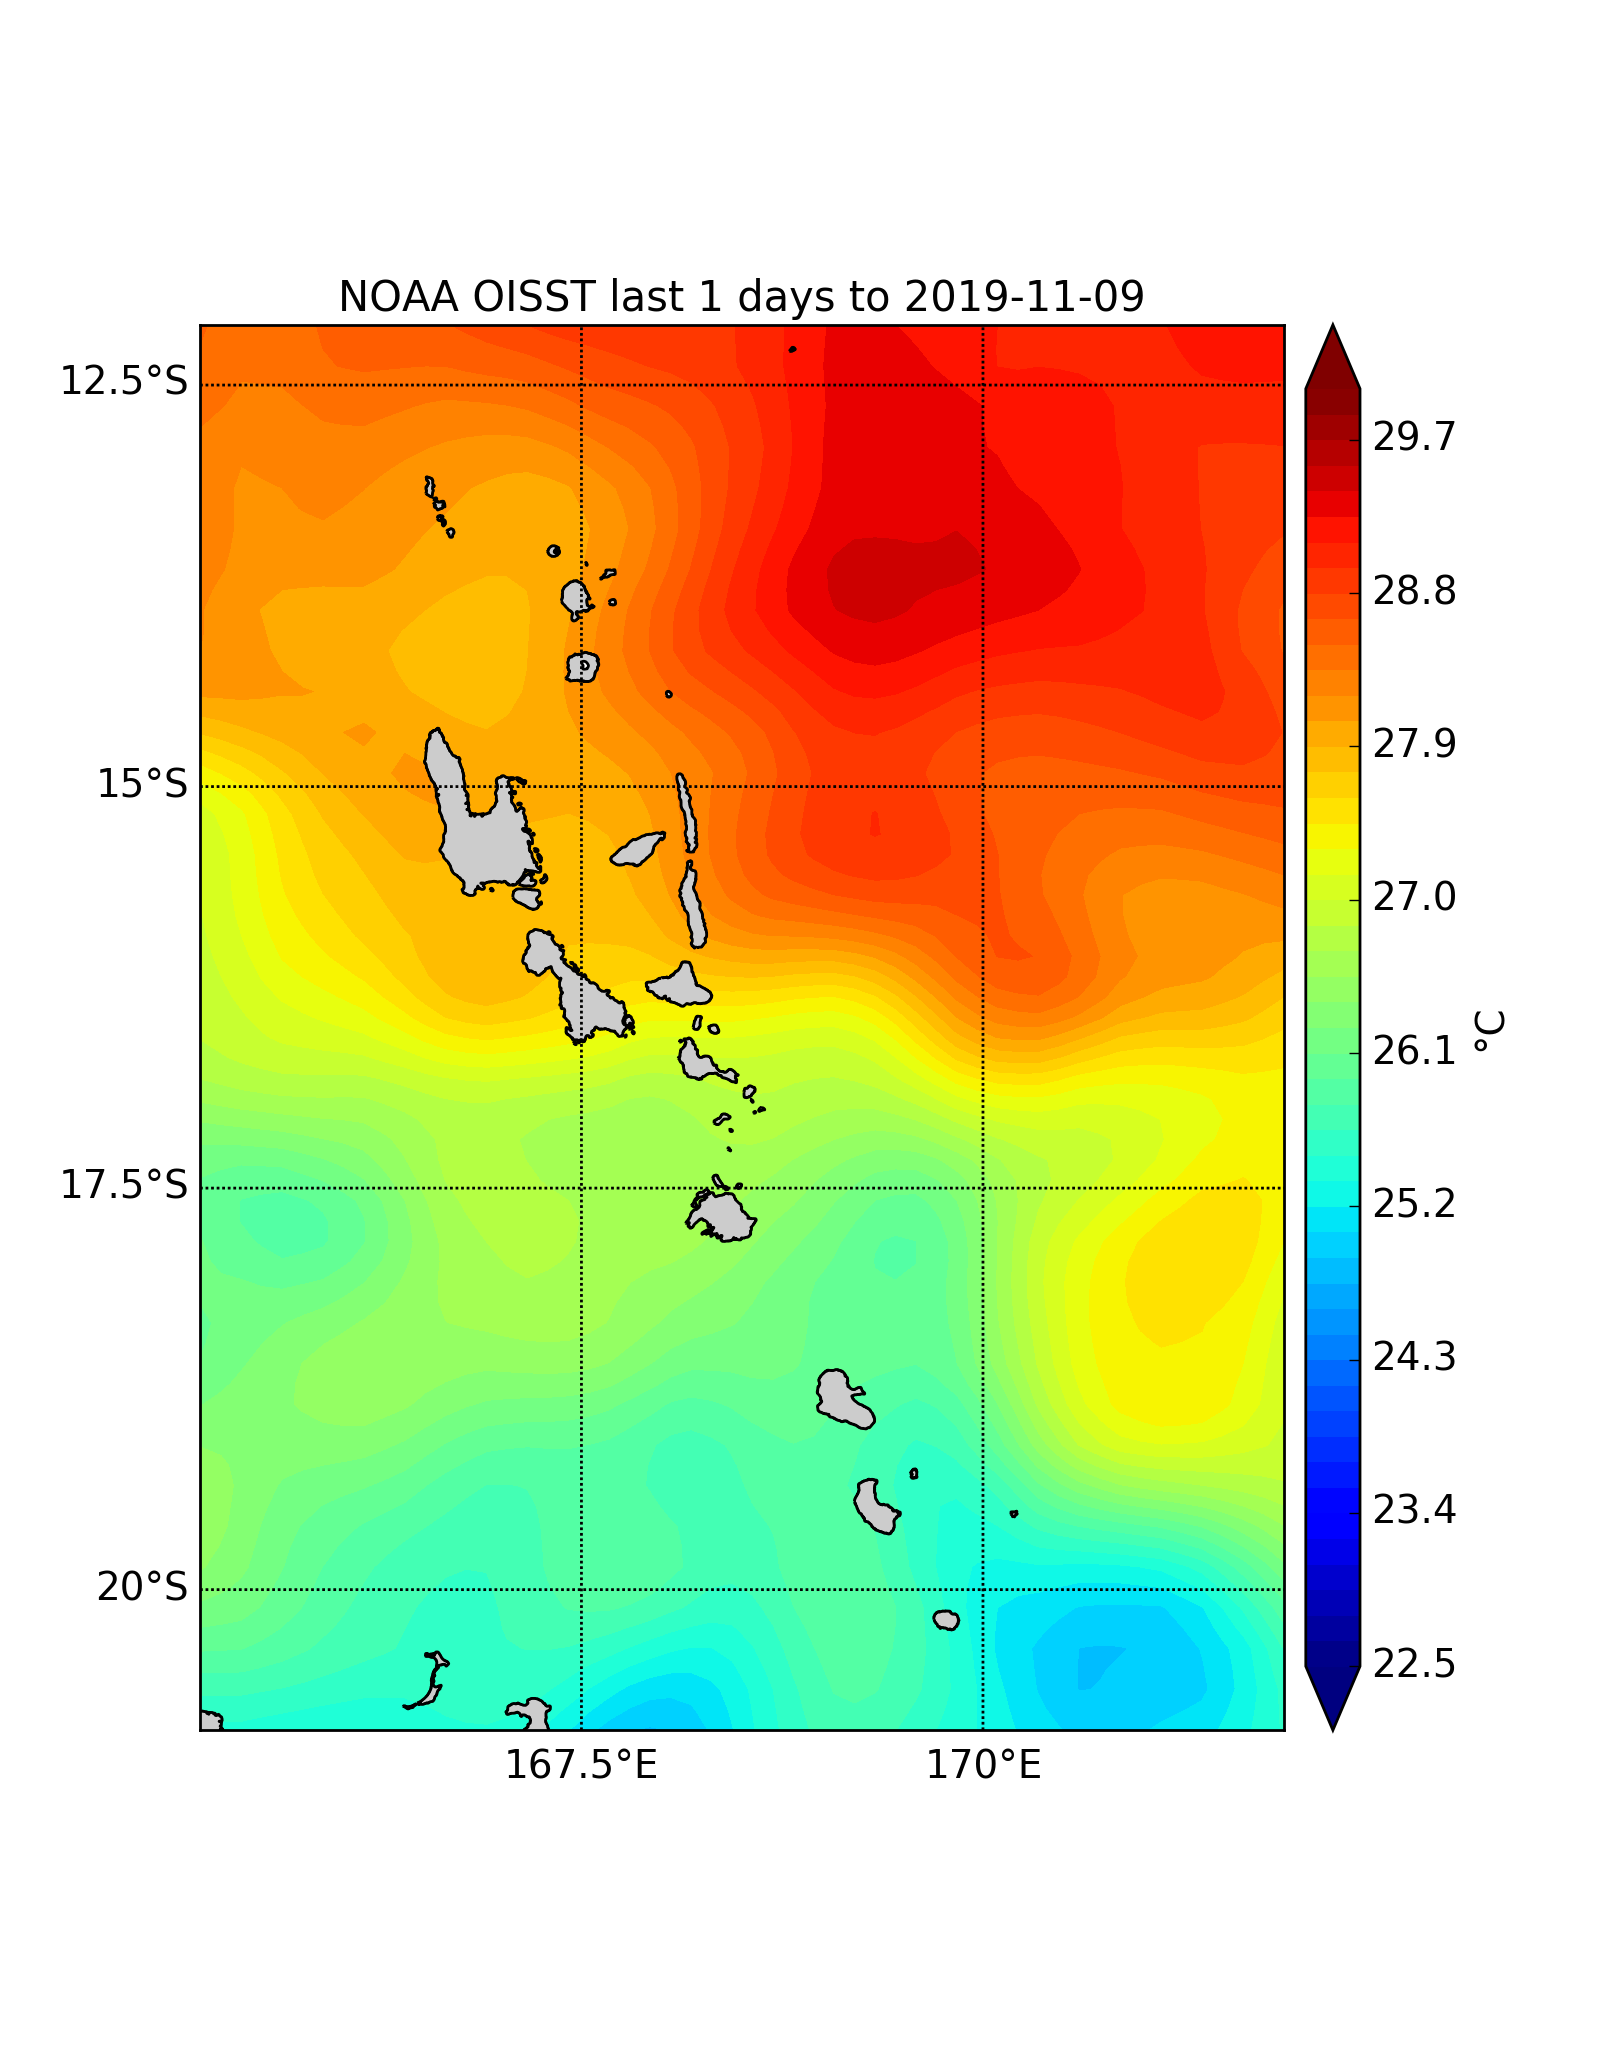 NOAA OISST last 1 days to 2019-11-09
12.5°S
15°S
17.5°S
20°S
167.5°E
170°E
29.7
28.8
27.9
27.0
26.1
25.2
24.3
23.4
22.5
°C